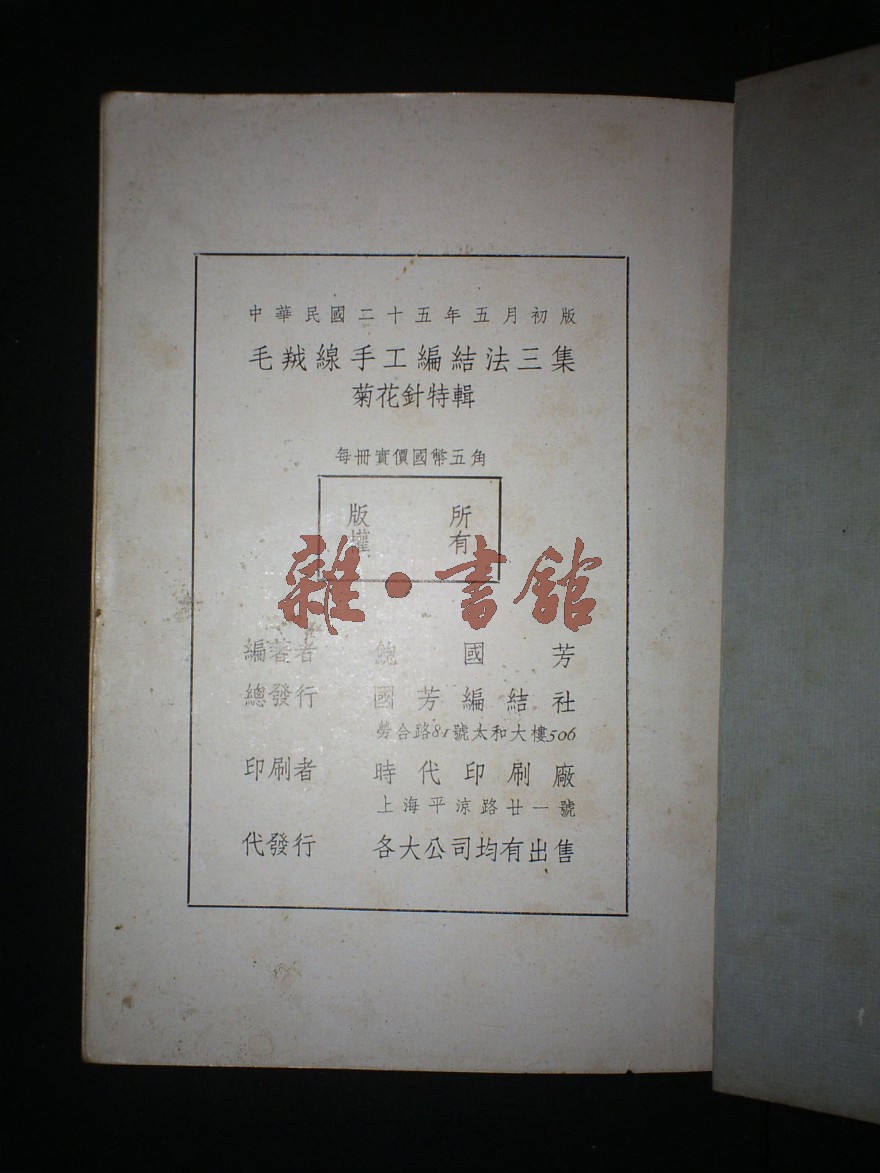 中華民國二十五年五月初版
毛羢線手工編結法三集
菊花針特輯
每冊實價國幣五角
版權
所有
雜·書館
編著者 鮑國芳
總發行 國芳編結社
勞合路81號太和大樓506
印刷者 時代印刷廠
上海平涼路廿一號
代發行 各大公司均有出售